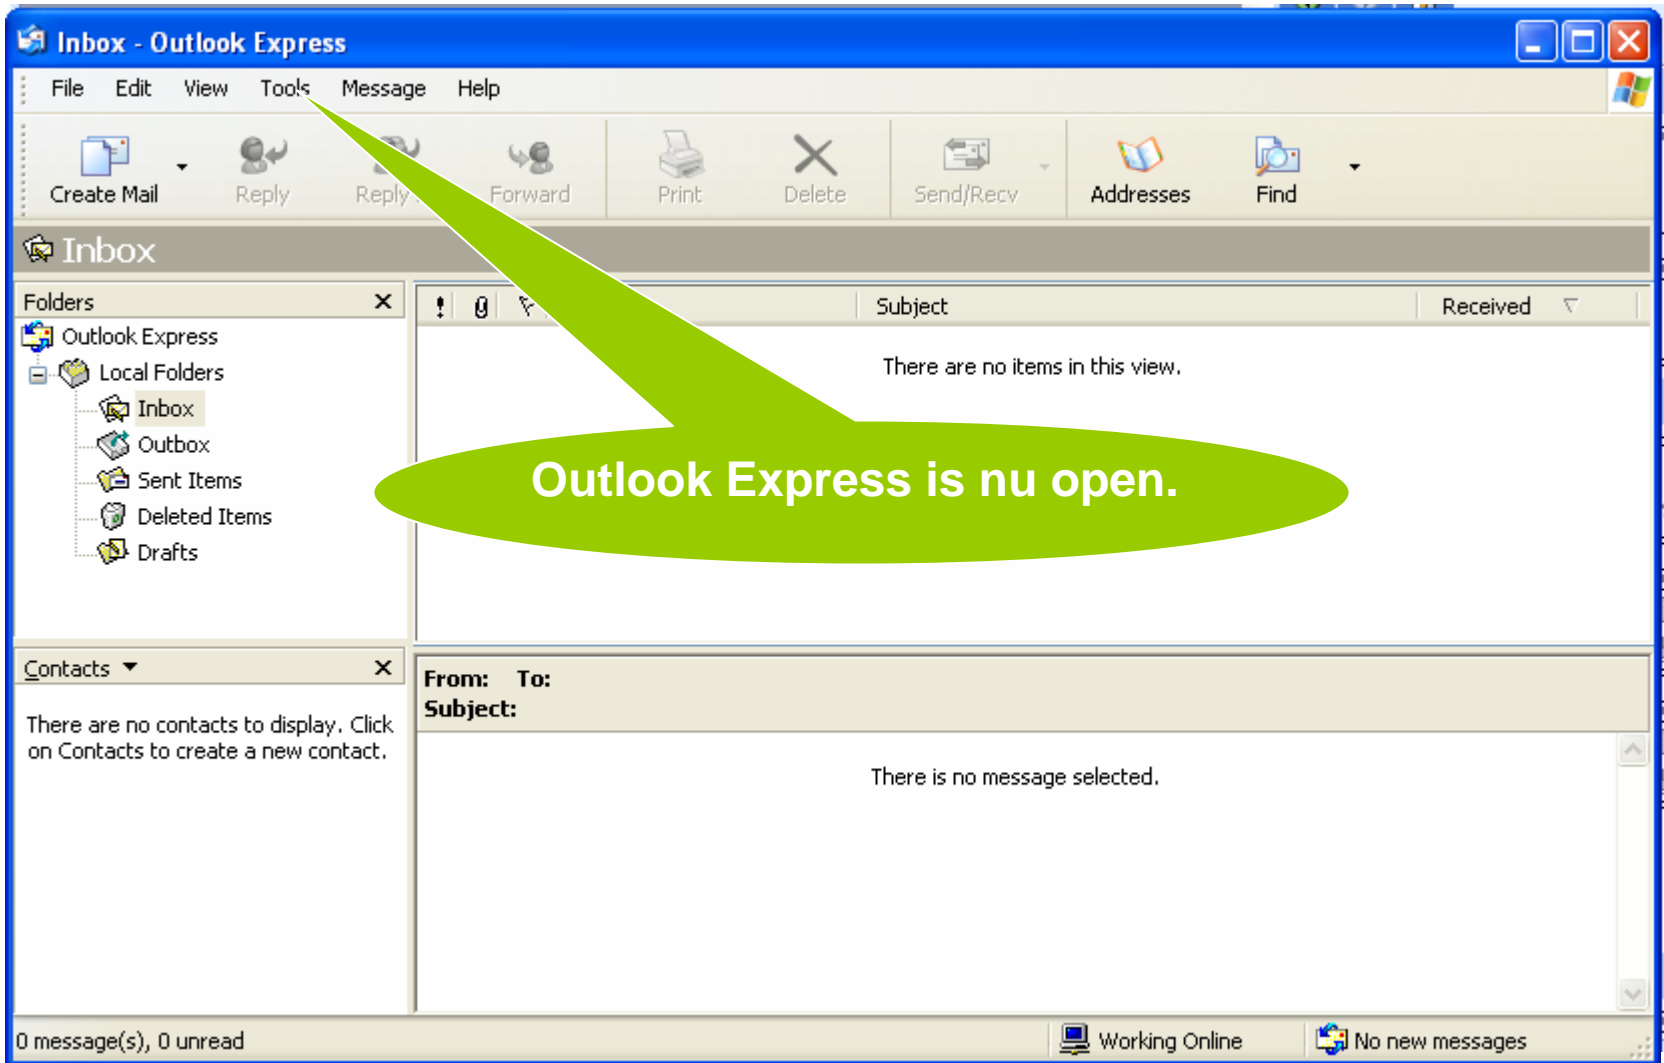 Inbox - Outlook Express
File Edit View Tools Message Help
Create Mail Reply Reply Forward Print Delete Send/Recv Addresses Find
Inbox
Folders
! Subject Received
Outlook Express
Local Folders
Inbox
Outbox
Sent Items
Deleted Items
Drafts
There are no items in this view.
Outlook Express is nu open.
Contacts
There are no contacts to display. Click
on Contacts to create a new contact.
From: To:
Subject:
There is no message selected.
0 message(s), 0 unread
Working Online
No new messages